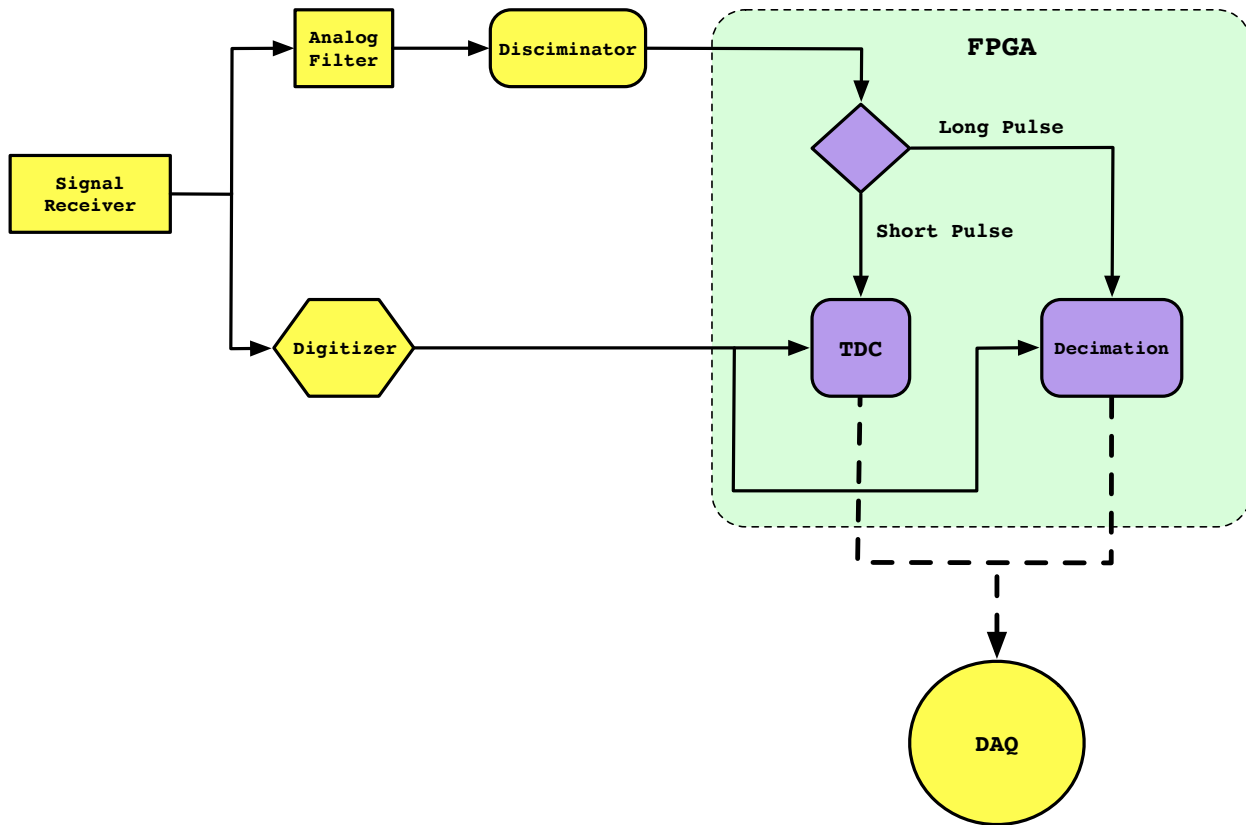 Analog
Filter
Disciminator
FPGA
Long Pulse
Signal
Receiver
Short Pulse
Digitizer
TDC
Decimation
DAQ